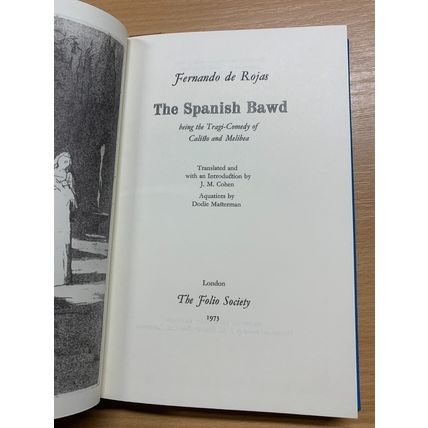 Fernando de Rojas
The Spanish Bawd
being the Tragi-Comedy of
Calisto and Melibea
Translated and
with an Introduction by
J. M. Cohen
Aquatints by
Dodie Masterman
London
The Folio Society
1973